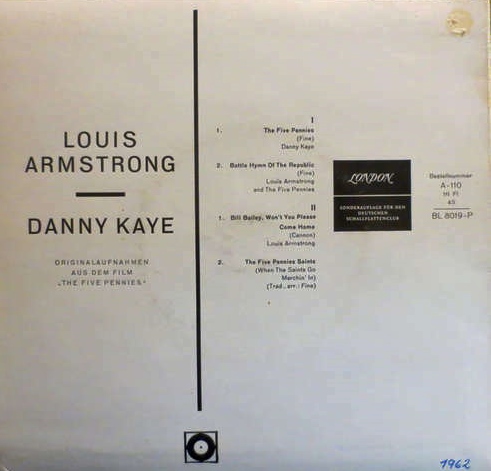 LOUIS
ARMSTRONG
DANNY KAYE
ORIGINALAUFNAHMEN
AUS DEM FILM
„THE FIVE PENNIES“
I
1. The Five Pennies
(Fine)
Danny Kaye
2. Battle Hymn Of The Republic
(Fine)
Louis Armstrong
and The Five Pennies
II
1. Bill Bailey, Won't You Please
Come Home
(Cannon)
Louis Armstrong
2. The Five Pennies Saints
(When The Saints Go
Marchin' In)
(Trad., arr.: Fine)
LONDON
SONDERAUFLAGE FÜR DEN
DEUTSCHEN
SCHALLPLATTENCLUB
Bestellnummer
A-110
HI FI
45
BL 8019-P
1962